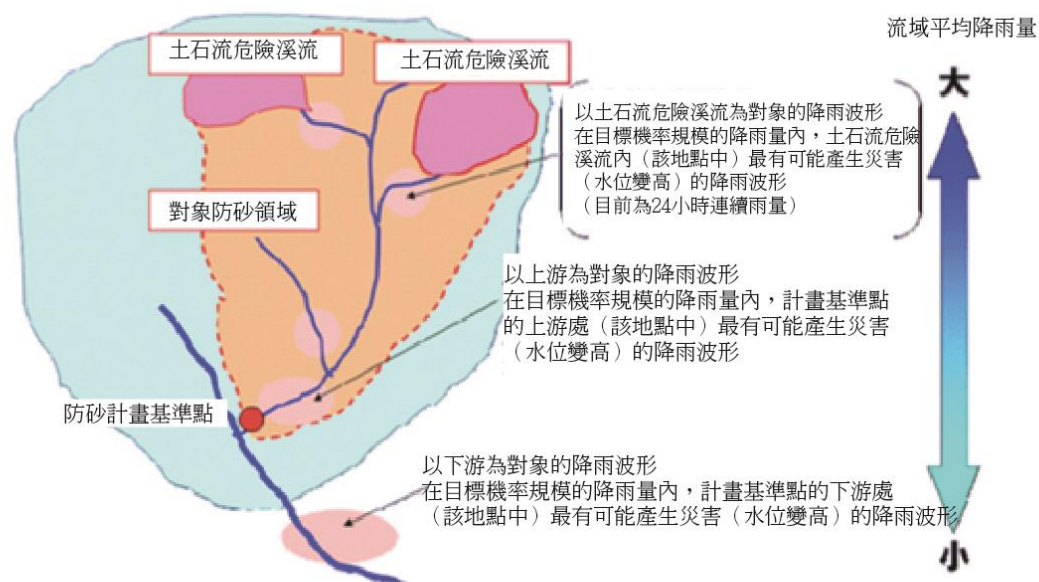 流域平均降雨量
大
土石流危險溪流
土石流危險溪流
以土石流危險溪流為對象的降雨波形
在目標機率規模的降雨量內，土石流危險
溪流內（該地點中）最有可能產生災害
（水位變高）的降雨波形
（目前為24小時連續雨量）
對象防砂領域
以上游為對象的降雨波形
在目標機率規模的降雨量內，計畫基準點
的上游處（該地點中）最有可能產生災害
（水位變高）的降雨波形
防砂計畫基準點
以下游為對象的降雨波形
在目標機率規模的降雨量內，計畫基準點的下游處
（該地點中）最有可能產生災害（水位變高）的降雨波形
小